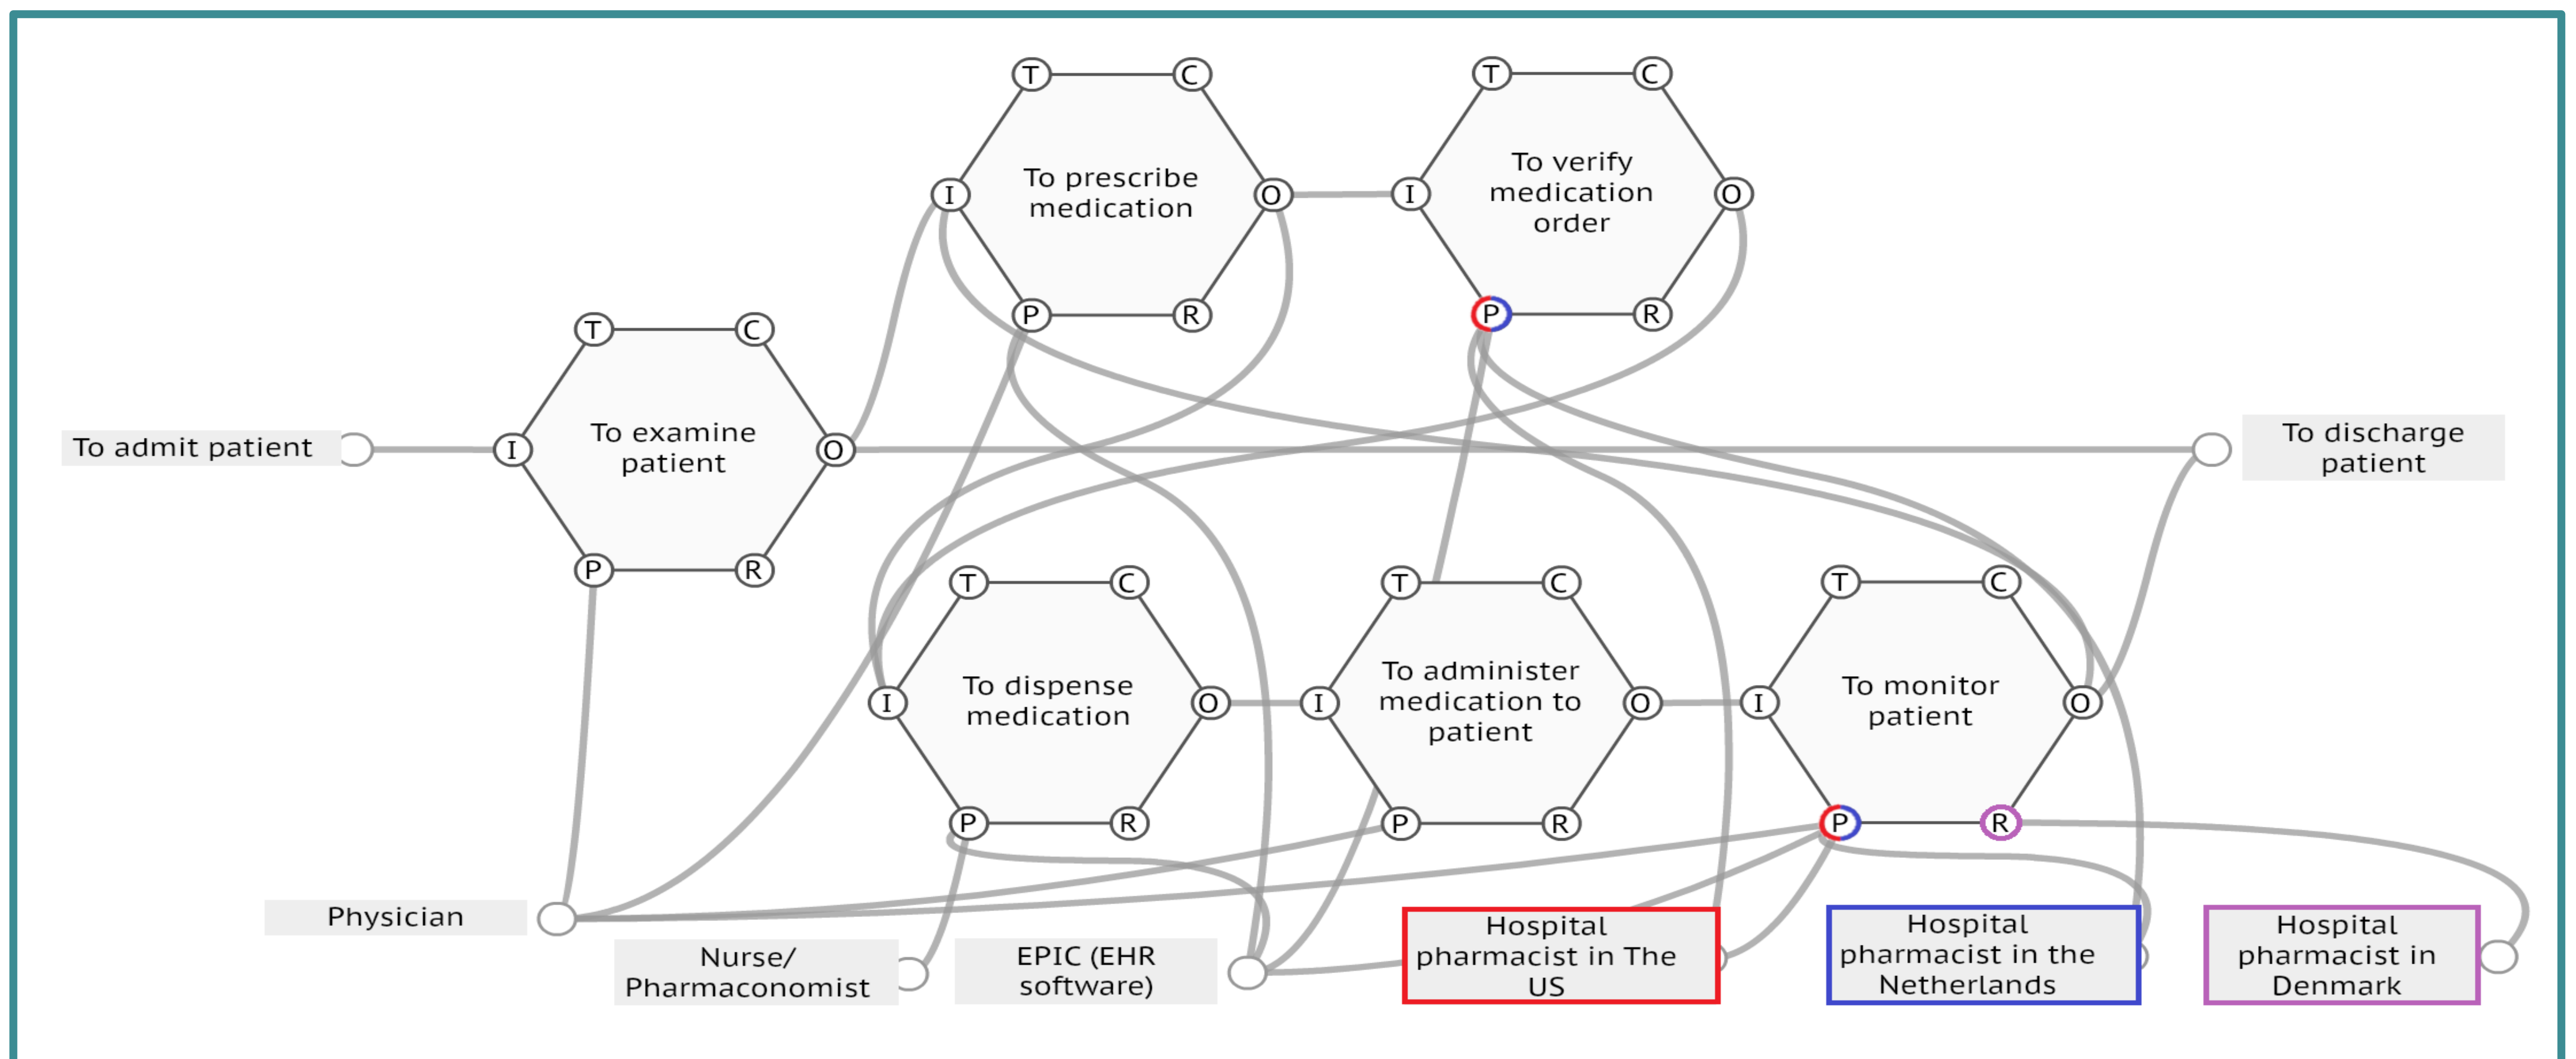 T
C
I
To prescribe
medication
O
P
R
T
C
I
To verify
medication
order
O
P
R
T
C
To admit patient
I
To examine
patient
O
P
R
To discharge
patient
T
C
I
To dispense
medication
O
P
R
T
C
I
To administer
medication to
patient
O
P
R
T
C
I
To monitor
patient
O
P
R
Physician
Nurse/
Pharmaconomist
EPIC (EHR
software)
Hospital
pharmacist in The
US
Hospital
pharmacist in the
Netherlands
Hospital
pharmacist in
Denmark